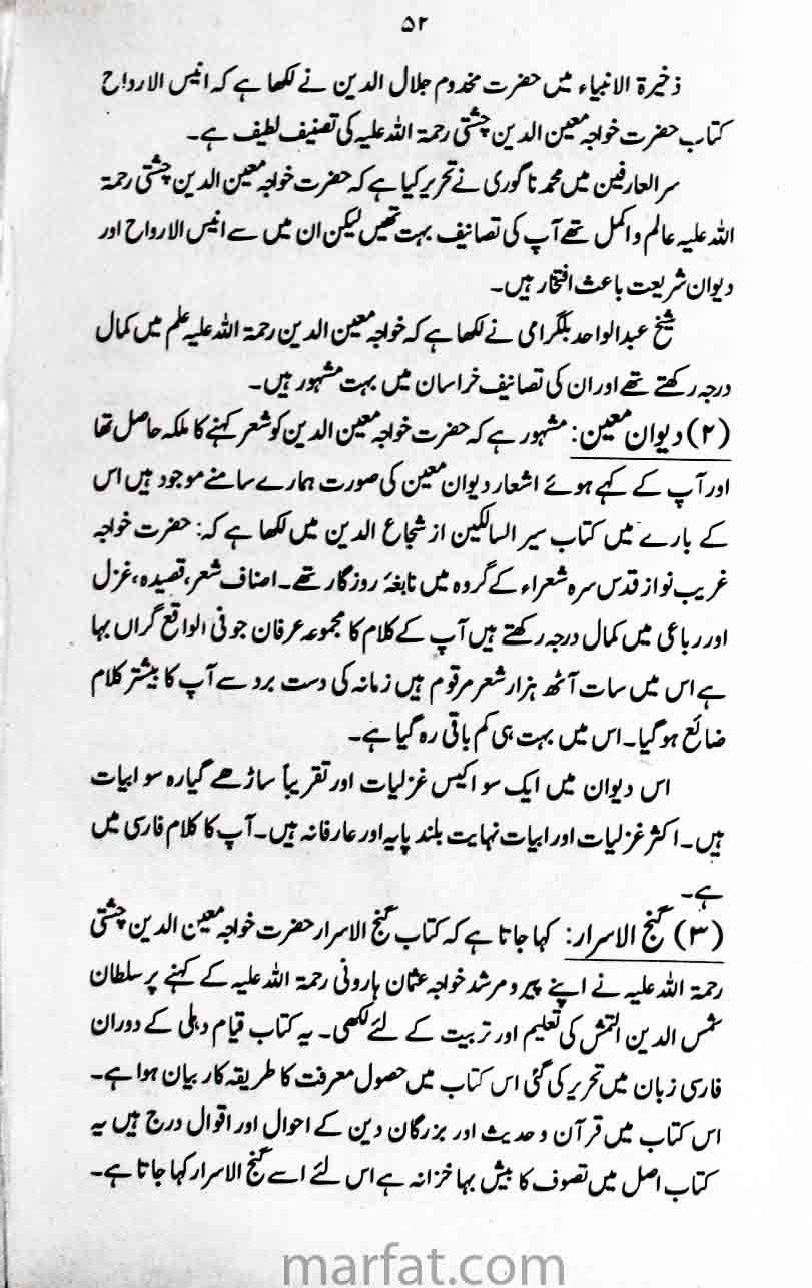 ۵۲
ذخیرۃ الانبیاء میں حضرت مخدوم جلال الدین نے لکھا ہے کہ انیس الارواح
کتاب حضرت خواجہ معین الدین چشتی رحمۃ اللہ علیہ کی تصنیف لطیف ہے۔
سر العارفین میں محمد ناگوری نے تحریر کیا ہے کہ حضرت خواجہ معین الدین چشتی رحمۃ
اللہ علیہ عالم و اکمل تھے آپ کی تصانیف بہت تھیں لیکن ان میں سے انیس الارواح اور
دیوان شریعت باعث افتخار ہیں۔
شیخ عبدالواحد بلگرامی نے لکھا ہے کہ خواجہ معین الدین رحمۃ اللہ علیہ علم میں کمال
درجہ رکھتے تھے اور ان کی تصانیف خراسان میں بہت مشہور ہیں۔
(۲) دیوان معین: مشہور ہے کہ حضرت خواجہ معین الدین کو شعر کہنے کا ملکہ حاصل تھا
اور آپ کے کہے ہوئے اشعار دیوان معین کی صورت ہمارے سامنے موجود ہیں اس
کے بارے میں کتاب سیر السالکین از شجاع الدین میں لکھا ہے کہ: حضرت خواجہ
غریب نواز قدس سرہ شعراء کے گروہ میں نابغۂ روزگار تھے۔ اصناف شعر، قصیدہ، غزل
اور رباعی میں کمال درجہ رکھتے ہیں آپ کے کلام کا مجموعہ عرفان جو فی الواقع گراں بہا
ہے اس میں سات آٹھ ہزار شعر مرقوم ہیں زمانہ کی دست برد سے آپ کا بیشتر کلام
ضائع ہو گیا۔ اس میں بہت ہی کم باقی رہ گیا ہے۔
اس دیوان میں ایک سو اکیس غزلیات اور تقریباً ساڑھے گیارہ سو ابیات
ہیں۔ اکثر غزلیات اور ابیات نہایت بلند پایہ اور عارفانہ ہیں۔ آپ کا کلام فارسی میں
ہے۔
(۳) گنج الاسرار: کہا جاتا ہے کہ کتاب گنج الاسرار حضرت خواجہ معین الدین چشتی
رحمۃ اللہ علیہ نے اپنے پیر و مرشد خواجہ عثمان ہارونی رحمۃ اللہ علیہ کے کہنے پر سلطان
شمس الدین التمش کی تعلیم اور تربیت کے لئے لکھی۔ یہ کتاب قیام دہلی کے دوران
فارسی زبان میں تحریر کی گئی اس کتاب میں حصول معرفت کا طریقہ کار بیان ہوا ہے۔
اس کتاب میں قرآن و حدیث اور بزرگان دین کے احوال اور اقوال درج ہیں یہ
کتاب اصل میں تصوف کا بیش بہا خزانہ ہے اس لئے اسے گنج الاسرار کہا جاتا ہے۔
marfat.com